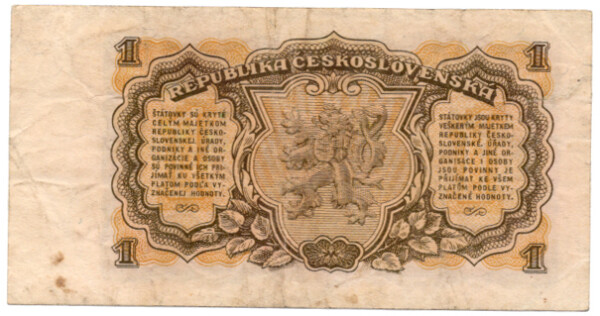 1 1
REPUBLIKA ČESKOSLOVENSKÁ
ŠTÁTOVKY SÚ KRYTÉ
CELÝM MAJETKOM
REPUBLIKY ČESKO-
SLOVENSKEJ. ÚRADY,
PODNIKY A INÉ OR-
GANIZÁCIE A OSOBY
SÚ POVINNÉ ICH PRI-
JÍMAŤ KU VŠETKÝM
PLATOM PODĽA VY-
ZNAČENEJ HODNOTY.
STÁTOVKY JSOU KRYTY
VEŠKERÝM MAJETKEM
REPUBLIKY ČESKO-
SLOVENSKÉ. ÚŘADY,
PODNIKY A JINÉ OR-
GANISACE I OSOBY
JSOU POVINNY JE
PŘIJÍMAT KE VŠEM
PLATŮM PODLE VY-
ZNAČENÉ HODNOTY.
1 1